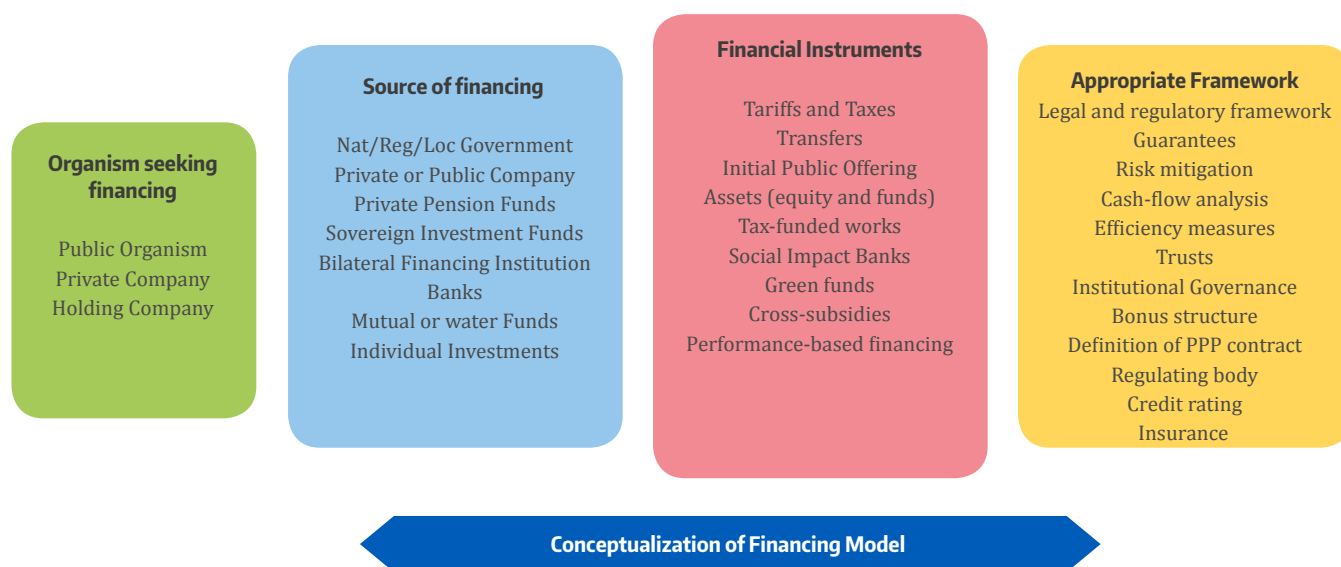 Organism seeking
financing
Public Organism
Private Company
Holding Company
Source of financing
Nat/Reg/Loc Government
Private or Public Company
Private Pension Funds
Sovereign Investment Funds
Bilateral Financing Institution
Banks
Mutual or water Funds
Individual Investments
Financial Instruments
Tariffs and Taxes
Transfers
Initial Public Offering
Assets (equity and funds)
Tax-funded works
Social Impact Banks
Green funds
Cross-subsidies
Performance-based financing
Appropriate Framework
Legal and regulatory framework
Guarantees
Risk mitigation
Cash-flow analysis
Efficiency measures
Trusts
Institutional Governance
Bonus structure
Definition of PPP contract
Regulating body
Credit rating
Insurance
Conceptualization of Financing Model